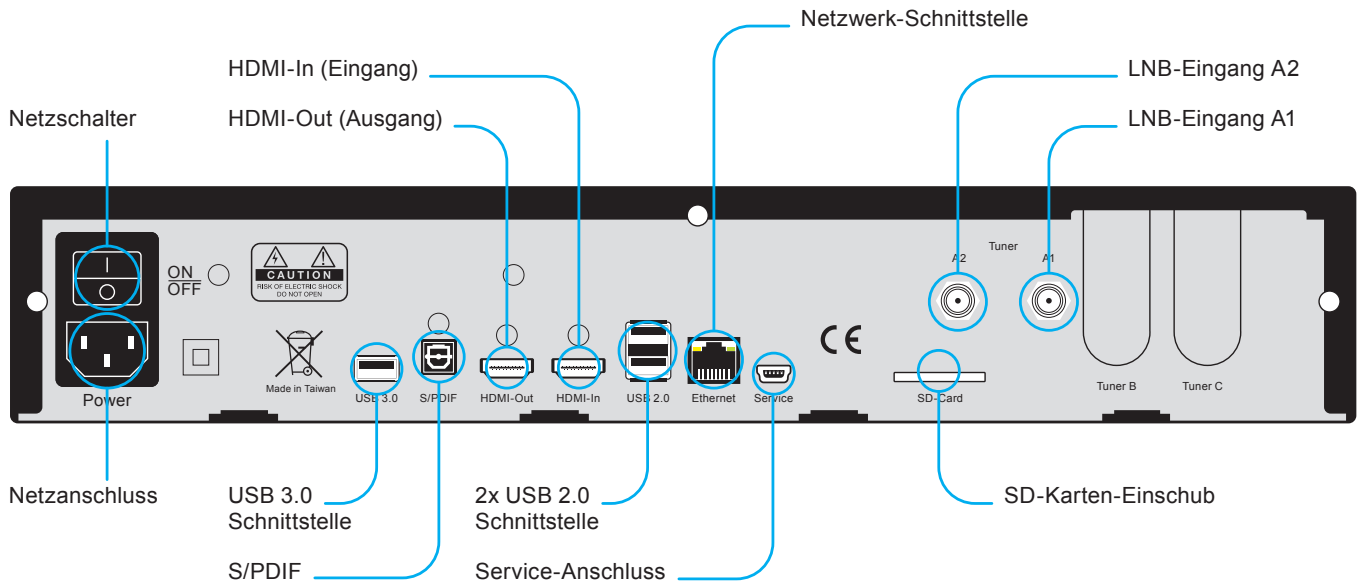 Netzwerk-Schnittstelle
HDMI-In (Eingang)
LNB-Eingang A2
Netzschalter
HDMI-Out (Ausgang)
LNB-Eingang A1
Tuner
A2
A1
ON
OFF
CAUTION
RISK OF ELECTRIC SHOCK
DO NOT OPEN
CE
Made in Taiwan
Power
USB 3.0
S/PDIF
HDMI-Out
HDMI-In
USB 2.0
Ethernet
Service
SD-Card
Tuner B
Tuner C
Netzanschluss
USB 3.0
Schnittstelle
2x USB 2.0
Schnittstelle
SD-Karten-Einschub
S/PDIF
Service-Anschluss